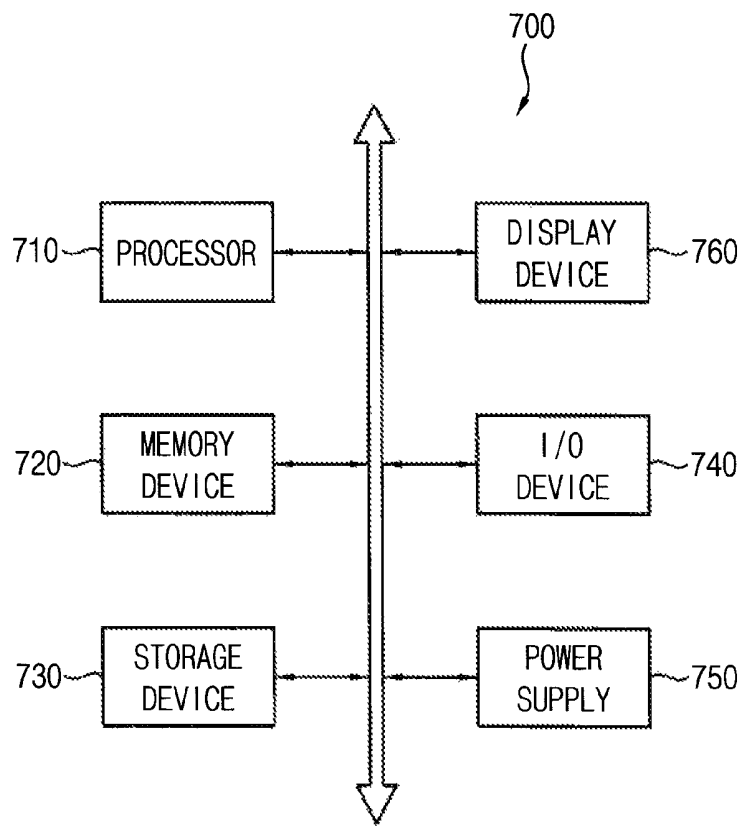 700
710
PROCESSOR
DISPLAY
DEVICE
760
720
MEMORY
DEVICE
I/O
DEVICE
740
730
STORAGE
DEVICE
POWER
SUPPLY
750